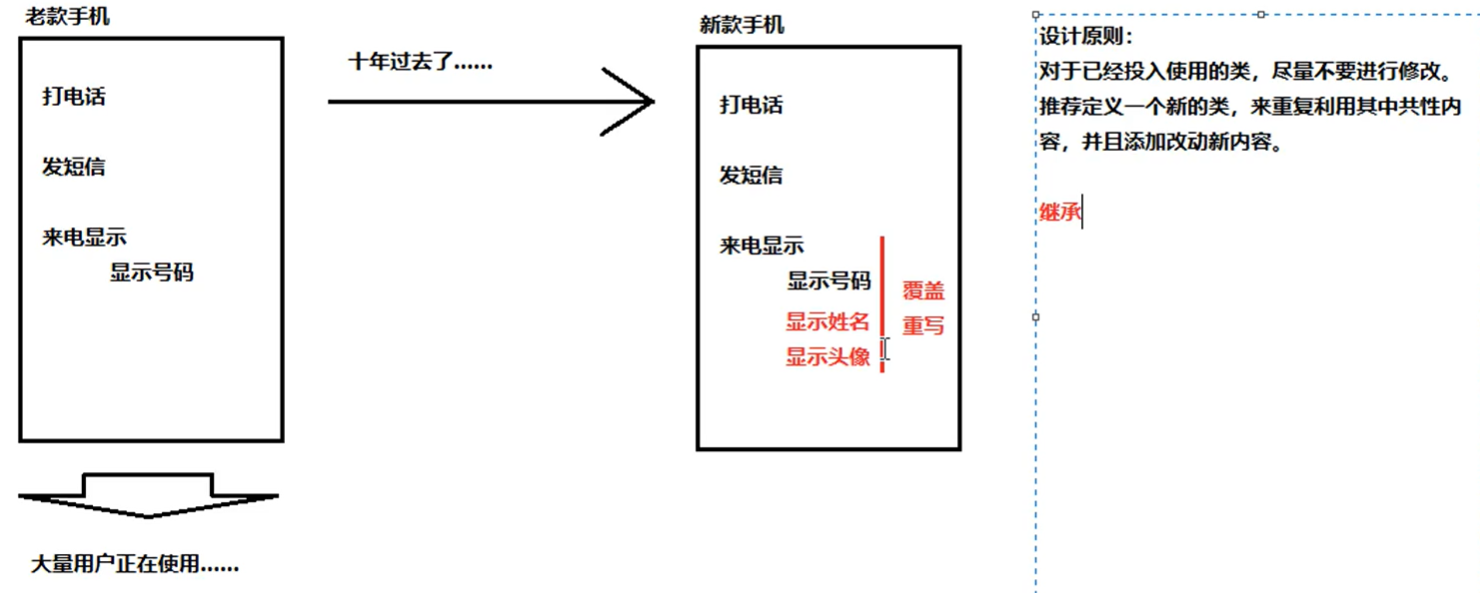 老款手机
打电话
发短信
来电显示
显示号码
大量用户正在使用......
十年过去了......
新款手机
打电话
发短信
来电显示
显示号码
显示姓名
显示头像
覆盖
重写
设计原则：
对于已经投入使用的类，尽量不要进行修改。
推荐定义一个新的类，来重复利用其中共性内
容，并且添加改动新内容。
继承